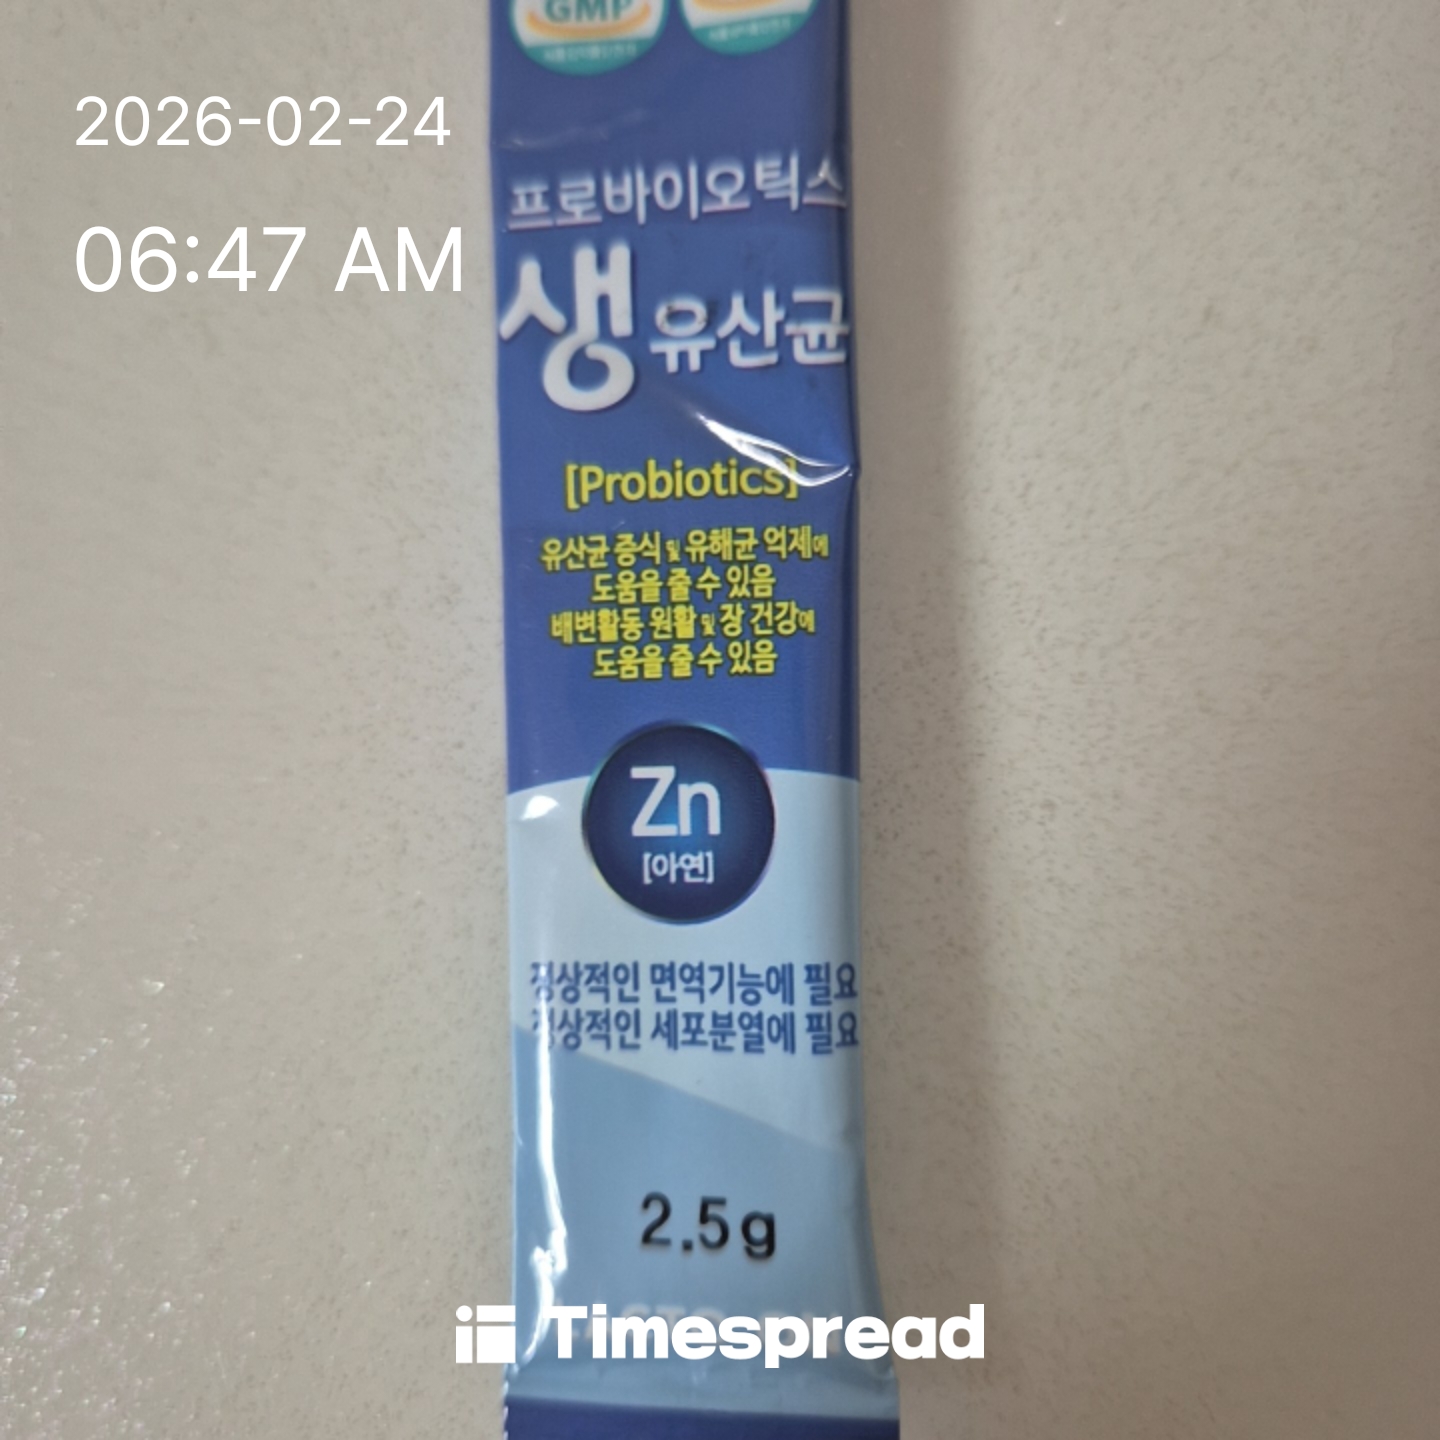 GMP
2026-02-24
06:47 AM
프로바이오틱스
생유산균
[Probiotics]
유산균 증식 및 유해균 억제에
도움을 줄 수 있음
배변활동 원활 및 장 건강에
도움을 줄 수 있음
Zn
[아연]
정상적인 면역기능에 필요
정상적인 세포분열에 필요
2.5g
Timespread